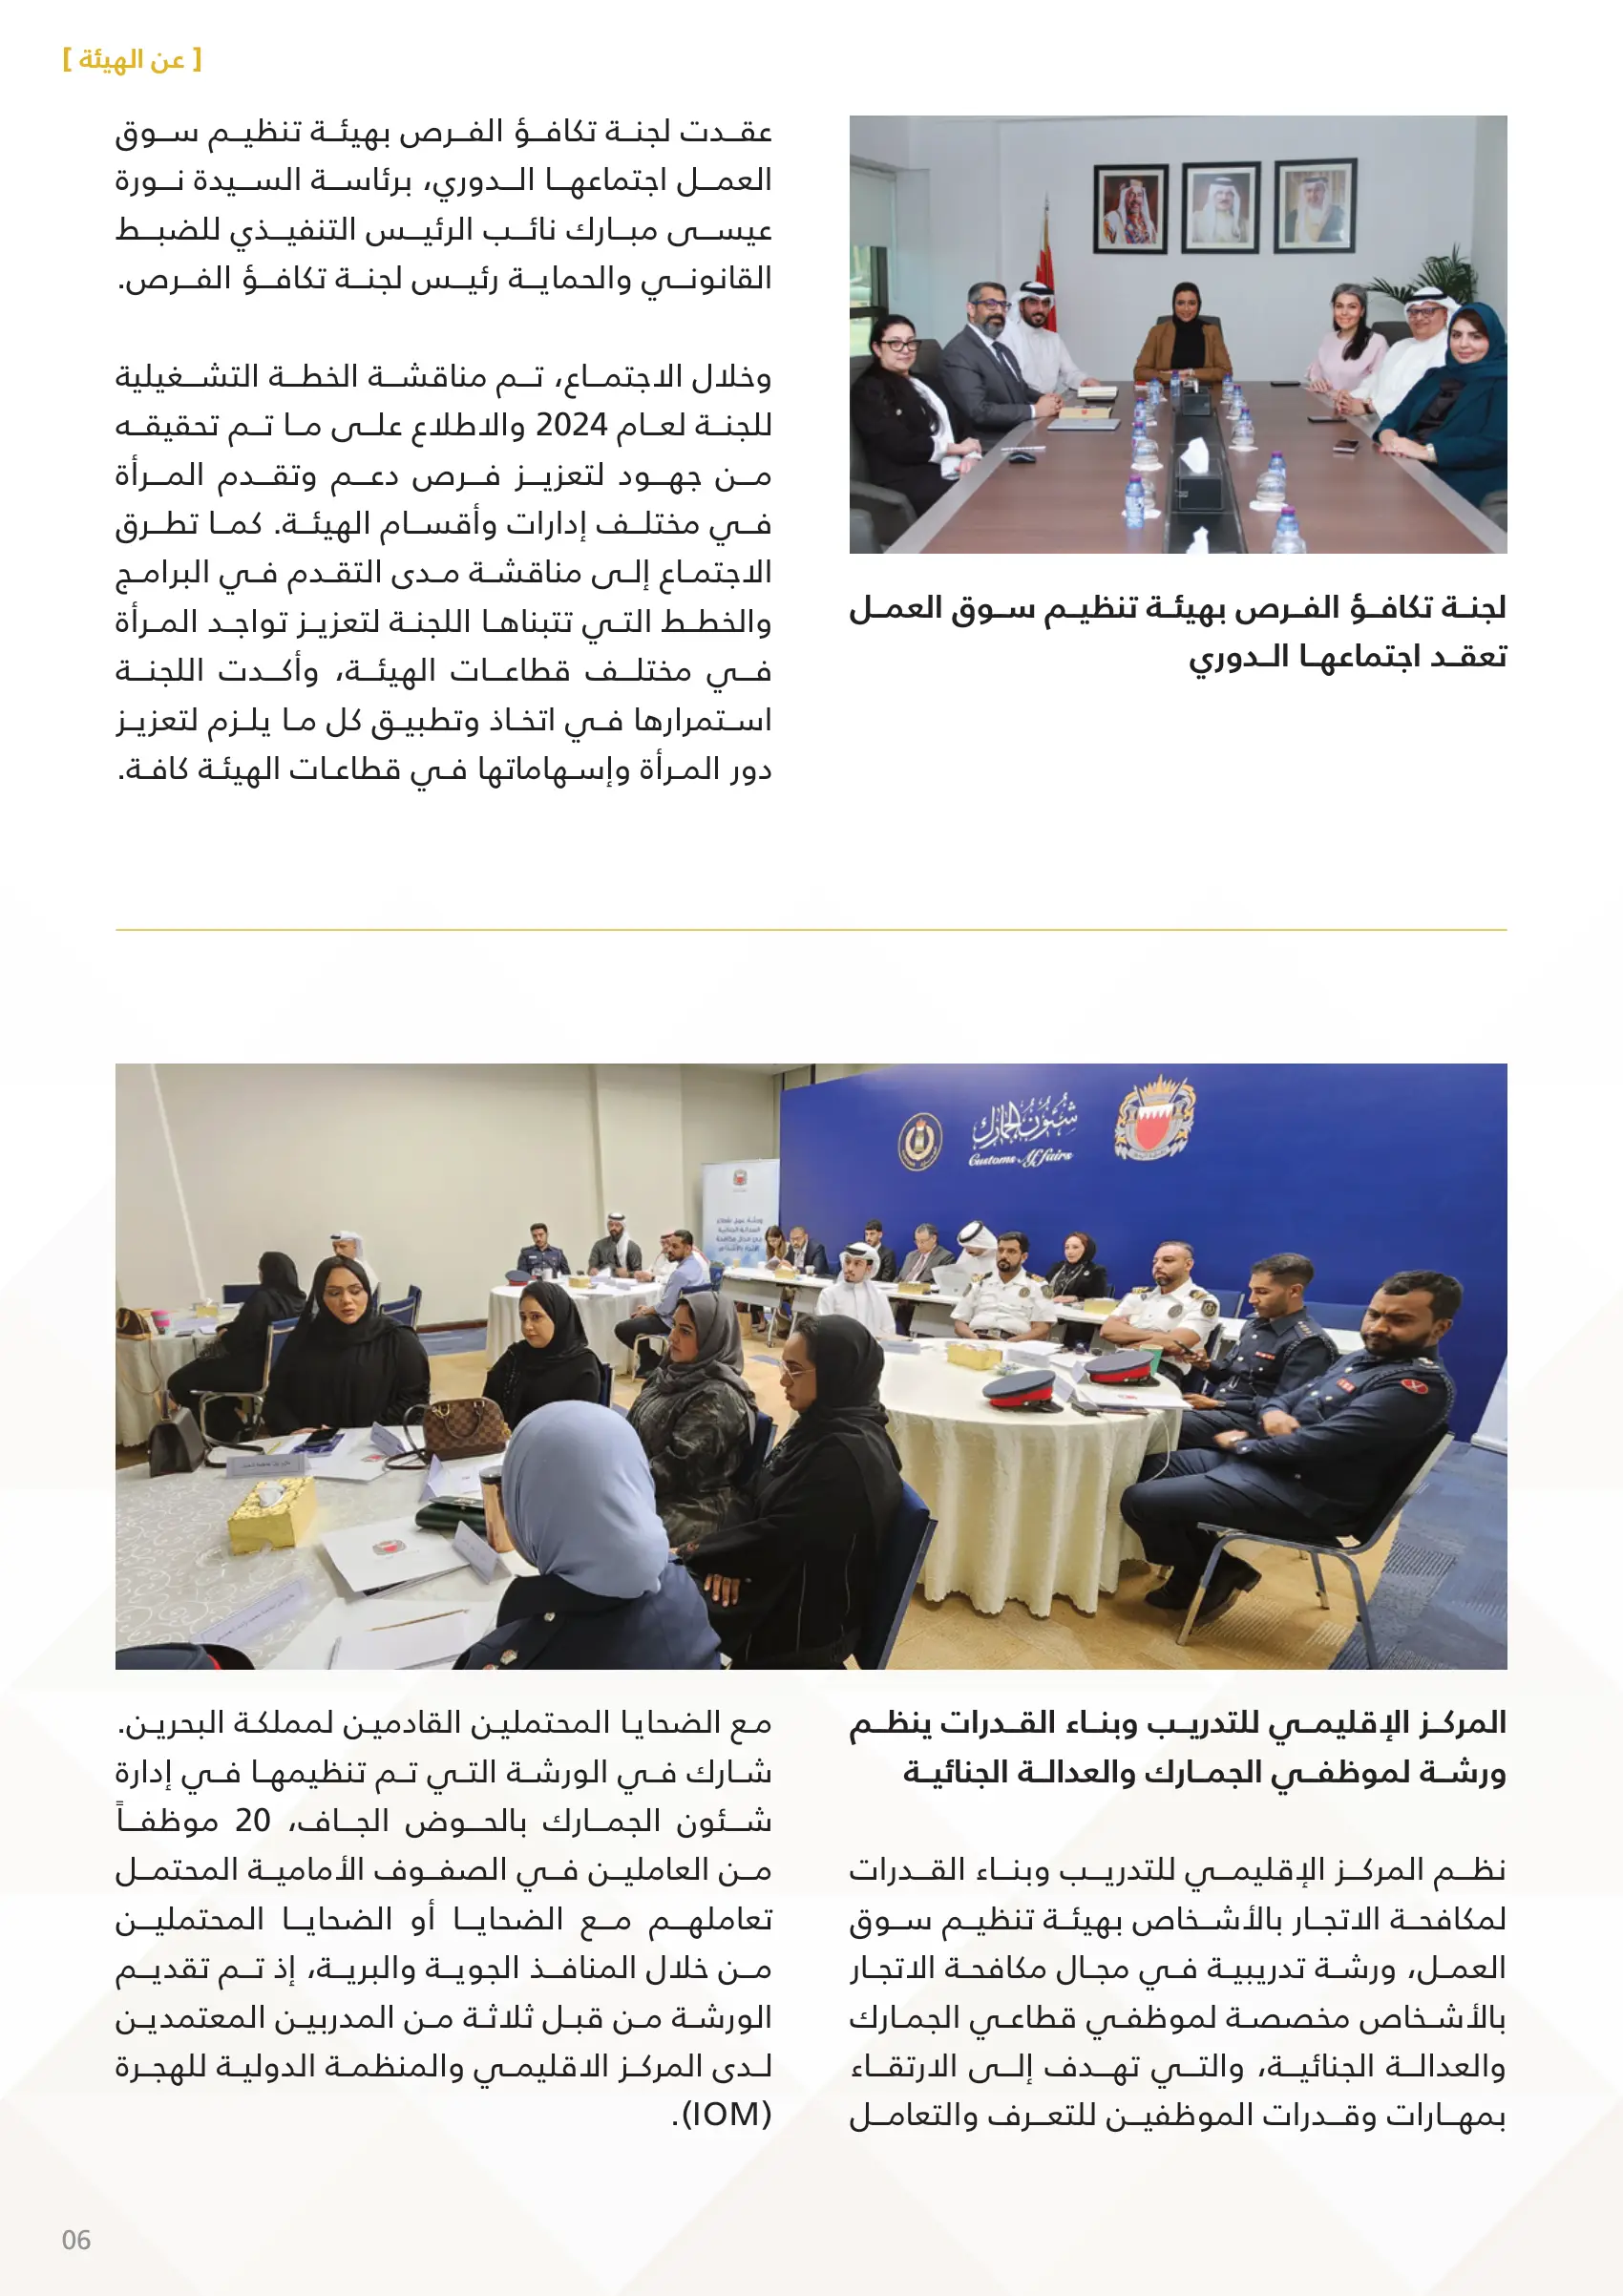 [ عن الهيئة ]
لجنة تكافؤ الفرص بهيئة تنظيم سوق العمل
تعقد اجتماعها الدوري
عقدت لجنة تكافؤ الفرص بهيئة تنظيم سوق
العمل اجتماعها الدوري، برئاسة السيدة نورة
عيسى مبارك نائب الرئيس التنفيذي للضبط
القانوني والحماية رئيس لجنة تكافؤ الفرص.
وخلال الاجتماع، تم مناقشة الخطة التشغيلية
للجنة لعام 2024 والاطلاع على ما تم تحقيقه
من جهود لتعزيز فرص دعم وتقدم المرأة
في مختلف إدارات وأقسام الهيئة. كما تطرق
الاجتماع إلى مناقشة مدى التقدم في البرامج
والخطط التي تتبناها اللجنة لتعزيز تواجد المرأة
في مختلف قطاعات الهيئة، وأكدت اللجنة
استمرارها في اتخاذ وتطبيق كل ما يلزم لتعزيز
دور المرأة وإسهاماتها في قطاعات الهيئة كافة.
شئون الجمارك
Customs Affairs
المركز الإقليمي للتدريب وبناء القدرات ينظم
ورشة لموظفي الجمارك والعدالة الجنائية
نظم المركز الإقليمي للتدريب وبناء القدرات
لمكافحة الاتجار بالأشخاص بهيئة تنظيم سوق
العمل، ورشة تدريبية في مجال مكافحة الاتجار
بالأشخاص مخصصة لموظفي قطاعي الجمارك
والعدالة الجنائية، والتي تهدف إلى الارتقاء
بمهارات وقدرات الموظفين للتعرف والتعامل
مع الضحايا المحتملين القادمين لمملكة البحرين.
شارك في الورشة التي تم تنظيمها في إدارة
شئون الجمارك بالحوض الجاف، 20 موظفاً
من العاملين في الصفوف الأمامية المحتمل
تعاملهم مع الضحايا أو الضحايا المحتملين
من خلال المنافذ الجوية والبرية، إذ تم تقديم
الورشة من قبل ثلاثة من المدربين المعتمدين
لدى المركز الاقليمي والمنظمة الدولية للهجرة
(IOM).
06